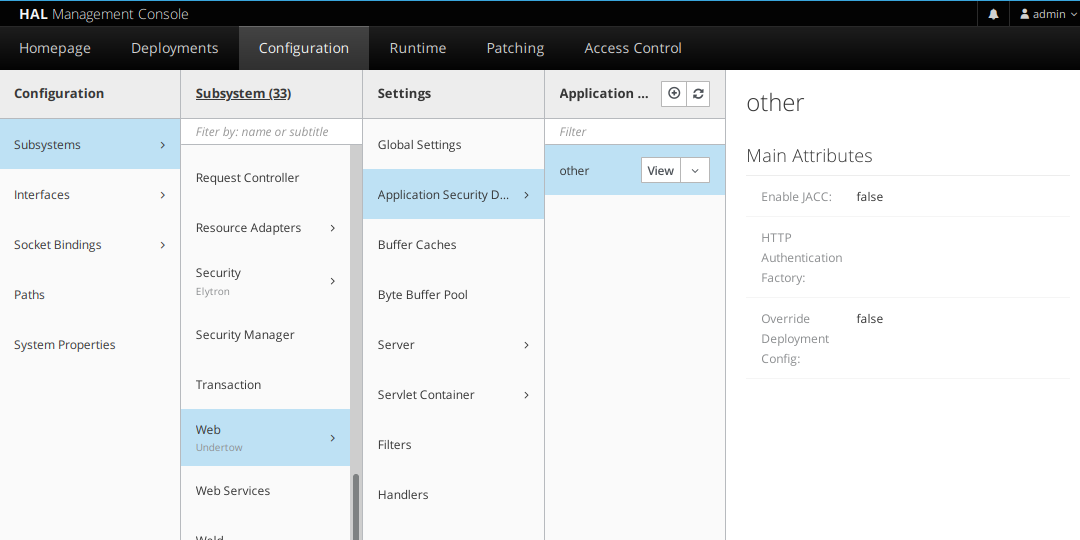 HAL Management Console
admin
Homepage
Deployments
Configuration
Runtime
Patching
Access Control
Configuration
Subsystems
Interfaces
Socket Bindings
Paths
System Properties
Subsystem (33)
Fiter by: name or subtitle
Request Controller
Resource Adapters
Security
Elytron
Security Manager
Transaction
Web
Undertow
Web Services
Weld
Settings
Global Settings
Application Security D...
Buffer Caches
Byte Buffer Pool
Server
Servlet Container
Filters
Handlers
Application ...
Filter
other
View
other
Main Attributes
Enable JACC: false
HTTP
Authentication
Factory:
Override false
Deployment
Config: